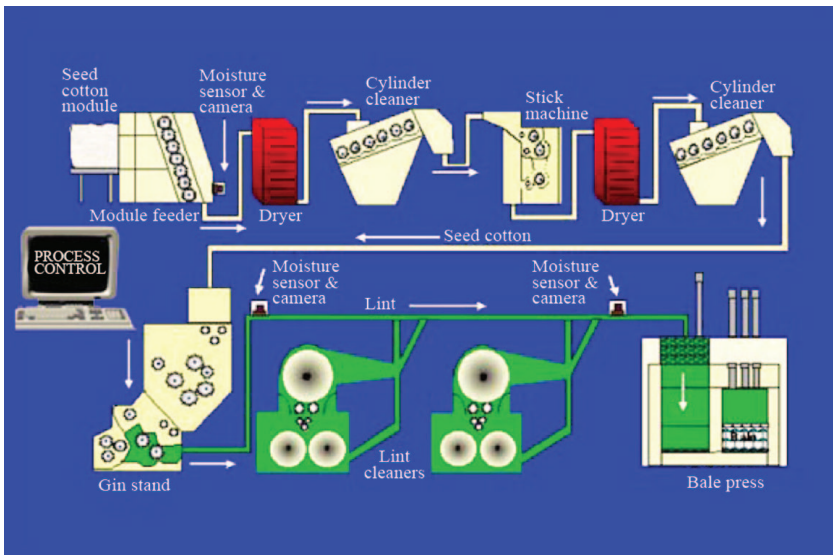 Seed
cotton
module
Moisture
sensor &
camera
Cylinder
cleaner
Stick
machine
Cylinder
cleaner
Module feeder
Dryer
Dryer
Seed cotton
PROCESS
CONTROL
Moisture
sensor &
camera
Lint
Moisture
sensor &
camera
Bale
Gin stand
Lint
cleaners
Bale press